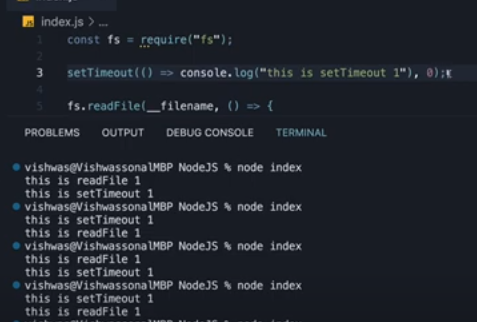 index.js > ...
1 const fs = require("fs");
2
3 setTimeout(() => console.log("this is setTimeout 1"), 0);
4
5 fs.readFile(__filename, () => {
PROBLEMS OUTPUT DEBUG CONSOLE TERMINAL
vishwas@VishwassonalMBP NodeJS % node index
this is readFile 1
this is setTimeout 1
vishwas@VishwassonalMBP NodeJS % node index
this is setTimeout 1
this is readFile 1
vishwas@VishwassonalMBP NodeJS % node index
this is readFile 1
this is setTimeout 1
vishwas@VishwassonalMBP NodeJS % node index
this is setTimeout 1
this is readFile 1